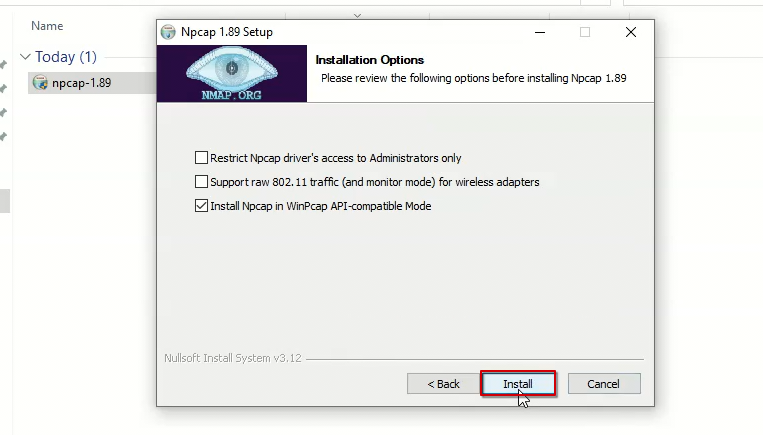 Name
Today (1)
npcap-1.89
Npcap 1.89 Setup
NMAP.ORG
Installation Options
Please review the following options before installing Npcap 1.89
Restrict Npcap driver's access to Administrators only
Support raw 802.11 traffic (and monitor mode) for wireless adapters
Install Npcap in WinPcap API-compatible Mode
Nullsoft Install System v3.12
< Back
Install
Cancel